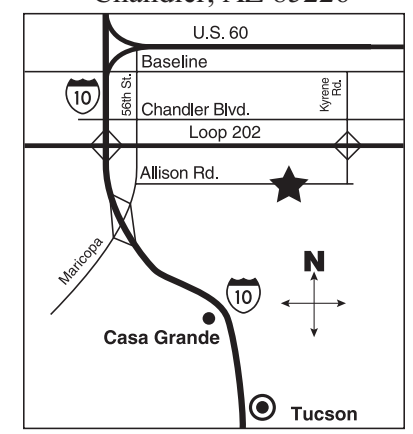 Chandler, AZ 85226
U.S. 60
Baseline
10
56th St.
Chandler Blvd.
Kyrene
Rd.
Loop 202
Allison Rd.
Maricopa
N
10
Casa Grande
Tucson